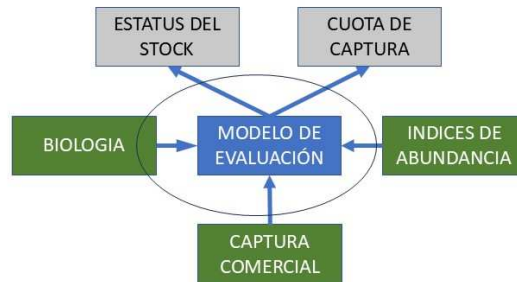 ESTATUS DEL
STOCK
CUOTA DE
CAPTURA
BIOLOGIA
MODELO DE
EVALUACIÓN
INDICES DE
ABUNDANCIA
CAPTURA
COMERCIAL